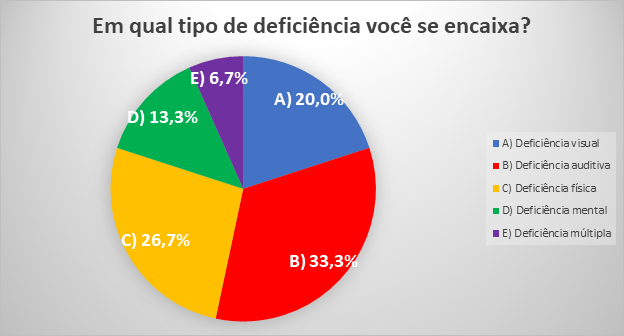 Em qual tipo de deficiência você se encaixa?
E) 6,7%
A) 20,0%
D) 13,3%
C) 26,7%
B) 33,3%
A) Deficiência visual
B) Deficiência auditiva
C) Deficiência física
D) Deficiência mental
E) Deficiência múltipla